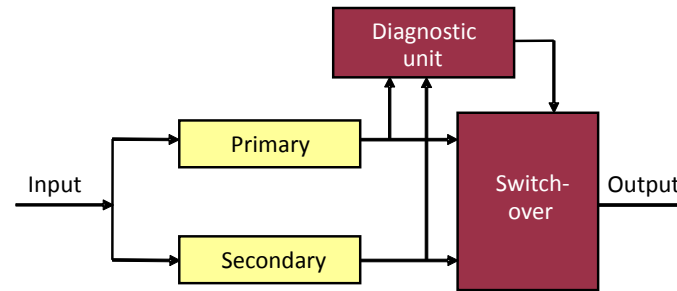 Diagnostic
unit
Primary
Input
Switch-
over
Output
Secondary